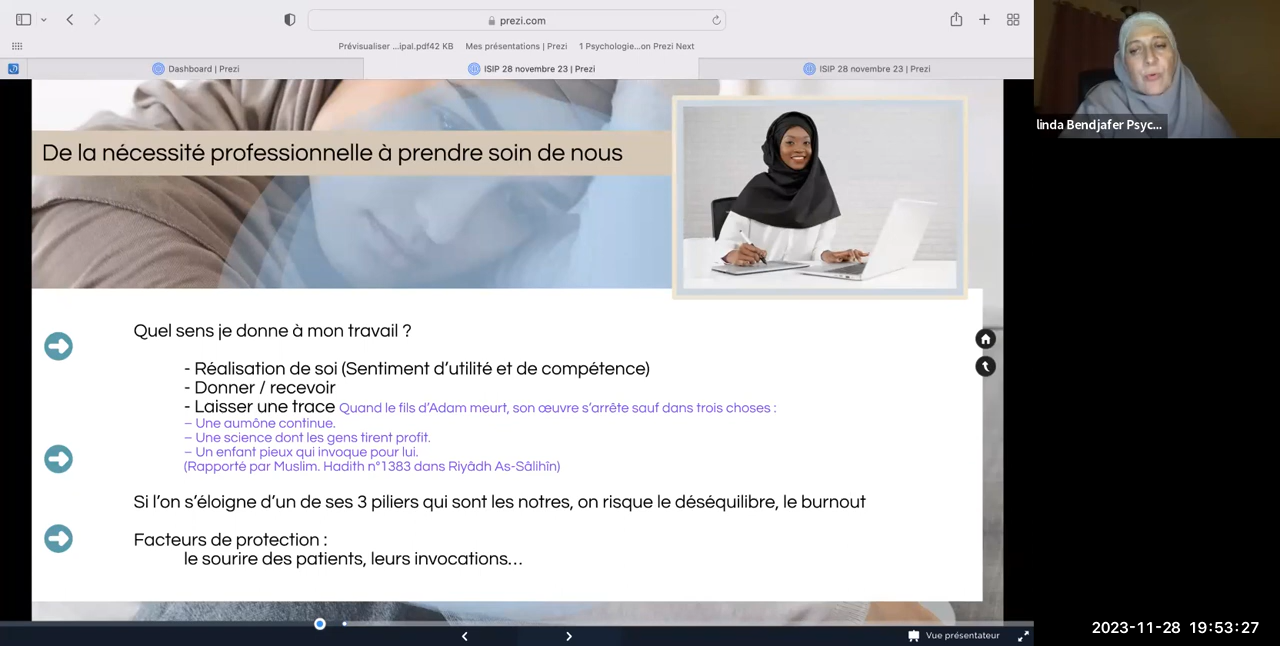 prezi.com
Prévisualiser ...ipal.pdf42 KB
Mes présentations | Prezi
1 Psychologie...on Prezi Next
Dashboard | Prezi
ISIP 28 novembre 23 | Prezi
ISIP 28 novembre 23 | Prezi
linda Bendjafer Psyc...
De la nécessité professionnelle à prendre soin de nous
Quel sens je donne à mon travail ?
- Réalisation de soi (Sentiment d'utilité et de compétence)
- Donner / recevoir
- Laisser une trace Quand le fils d'Adam meurt, son œuvre s'arrête sauf dans trois choses :
– Une aumône continue.
– Une science dont les gens tirent profit.
– Un enfant pieux qui invoque pour lui.
(Rapporté par Muslim. Hadith n°1383 dans Riyâdh As-Sâlihîn)
Si l'on s'éloigne d'un de ses 3 piliers qui sont les notres, on risque le déséquilibre, le burnout
Facteurs de protection :
le sourire des patients, leurs invocations...
Vue présentateur
2023-11-28 19:53:27